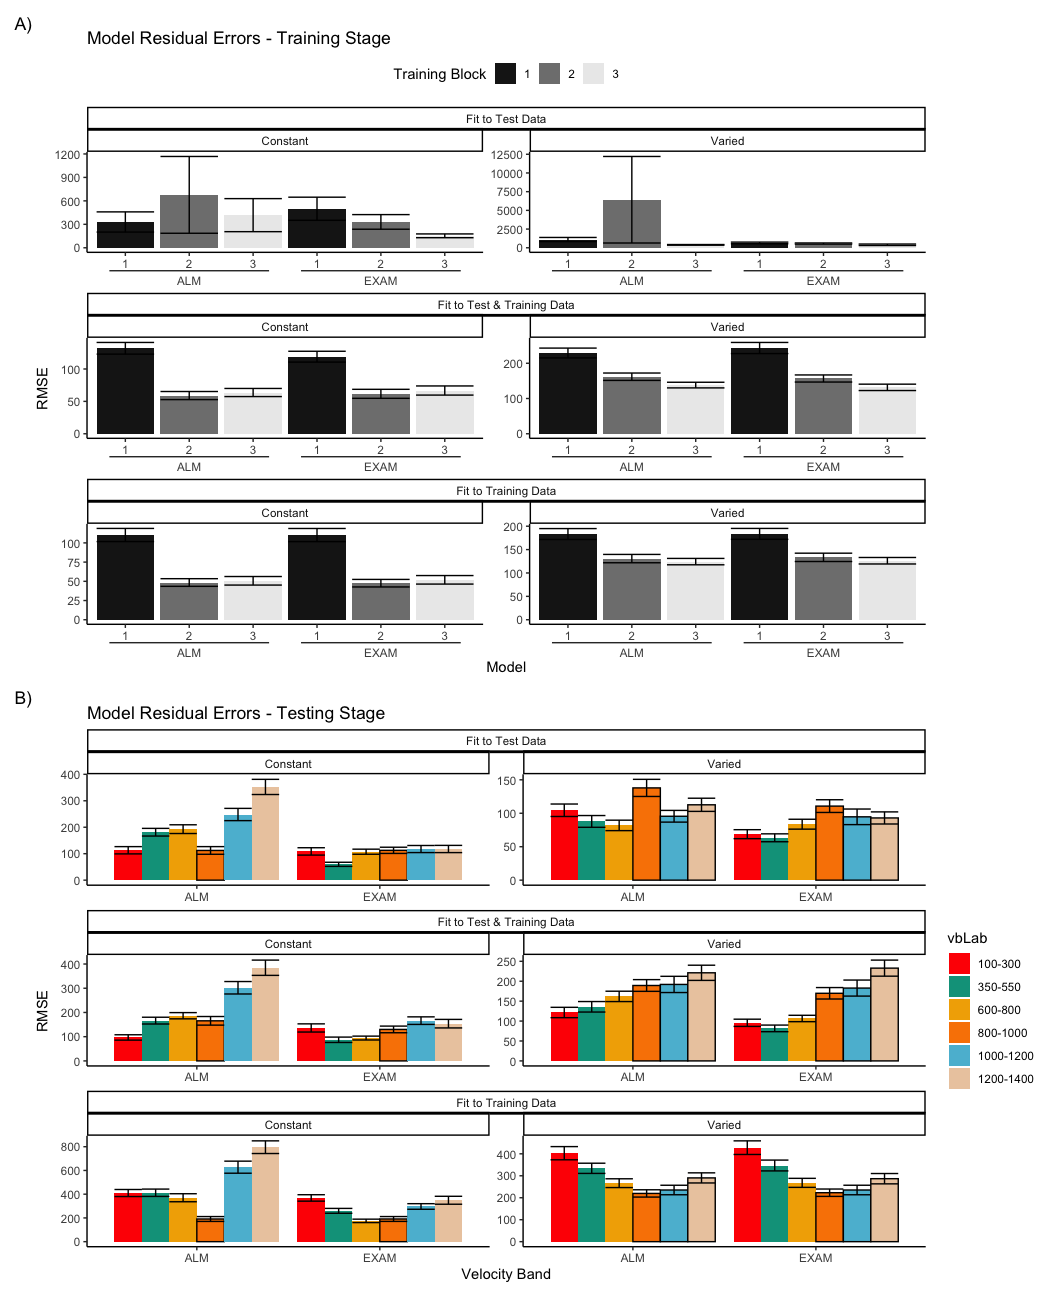 A)
Model Residual Errors - Training Stage
Training Block 1 2 3
Fit to Test Data
Constant Varied
1200 12500
900 10000
7500
600 5000
300 2500
0 0
1 2 3 1 2 3 1 2 3 1 2 3
ALM EXAM ALM EXAM
Fit to Test & Training Data
Constant Varied
RMSE
100 200
50 100
0 0
1 2 3 1 2 3 1 2 3 1 2 3
ALM EXAM ALM EXAM
Fit to Training Data
Constant Varied
200
100 150
75 100
50
25 50
0 0
1 2 3 1 2 3 1 2 3 1 2 3
ALM EXAM ALM EXAM
Model
B)
Model Residual Errors - Testing Stage
Fit to Test Data
Constant Varied
400 150
300 100
200
100 50
0 0
ALM EXAM ALM EXAM
Fit to Test & Training Data
Constant Varied
RMSE
400 250
300 200
200 150
100
100 50
0 0
ALM EXAM ALM EXAM
Fit to Training Data
Constant Varied
800 400
600 300
400 200
200 100
0 0
ALM EXAM ALM EXAM
Velocity Band
vbLab
100-300
350-550
600-800
800-1000
1000-1200
1200-1400